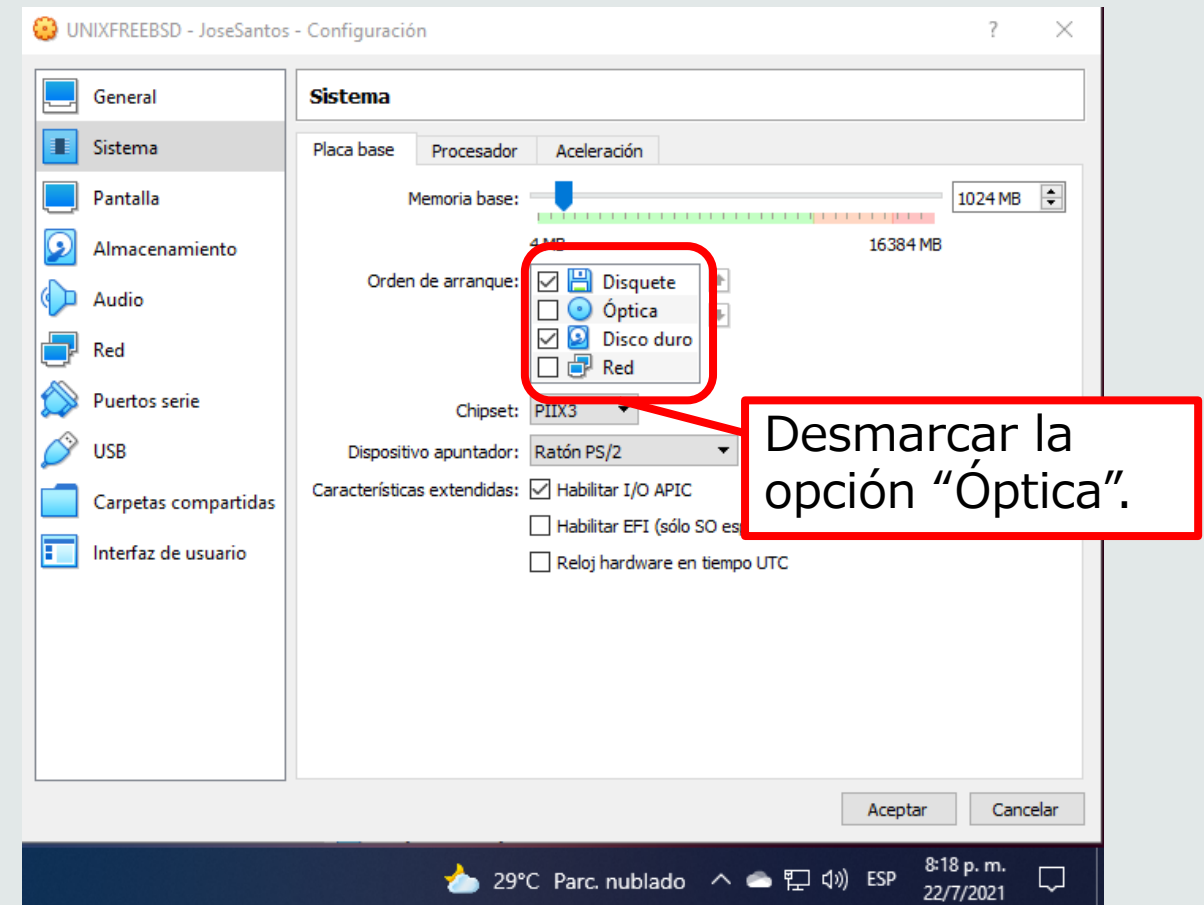 UNIXFREEBSD - JoseSantos - Configuración ? ×
General
Sistema
Pantalla
Almacenamiento
Audio
Red
Puertos serie
USB
Carpetas compartidas
Interfaz de usuario
Sistema
Placa base Procesador Aceleración
Memoria base: 1024 MB
4 MB 16384 MB
Orden de arranque: Disquete
Óptica
Disco duro
Red
Chipset: PIIX3
Dispositivo apuntador: Ratón PS/2
Características extendidas: Habilitar I/O APIC
Habilitar EFI (sólo SO es
Reloj hardware en tiempo UTC
Desmarcar la
opción “Óptica”.
Aceptar Cancelar
29°C Parc. nublado ESP 8:18 p. m.
22/7/2021